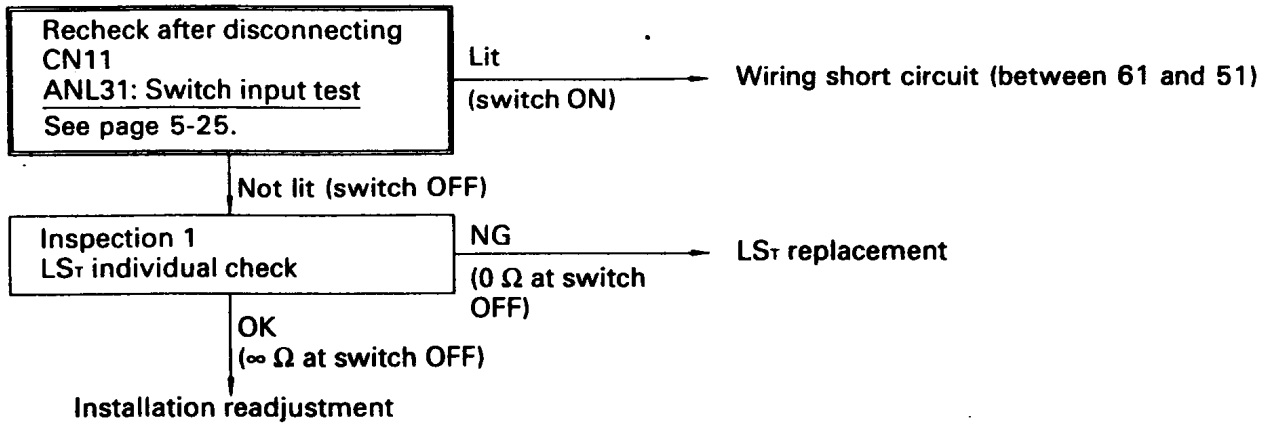 Recheck after disconnecting
CN11
ANL31: Switch input test
See page 5-25.
Lit
(switch ON)
Wiring short circuit (between 61 and 51)
Not lit (switch OFF)
Inspection 1
LST individual check
NG
(0 Ω at switch
OFF)
LST replacement
OK
(∞ Ω at switch OFF)
Installation readjustment